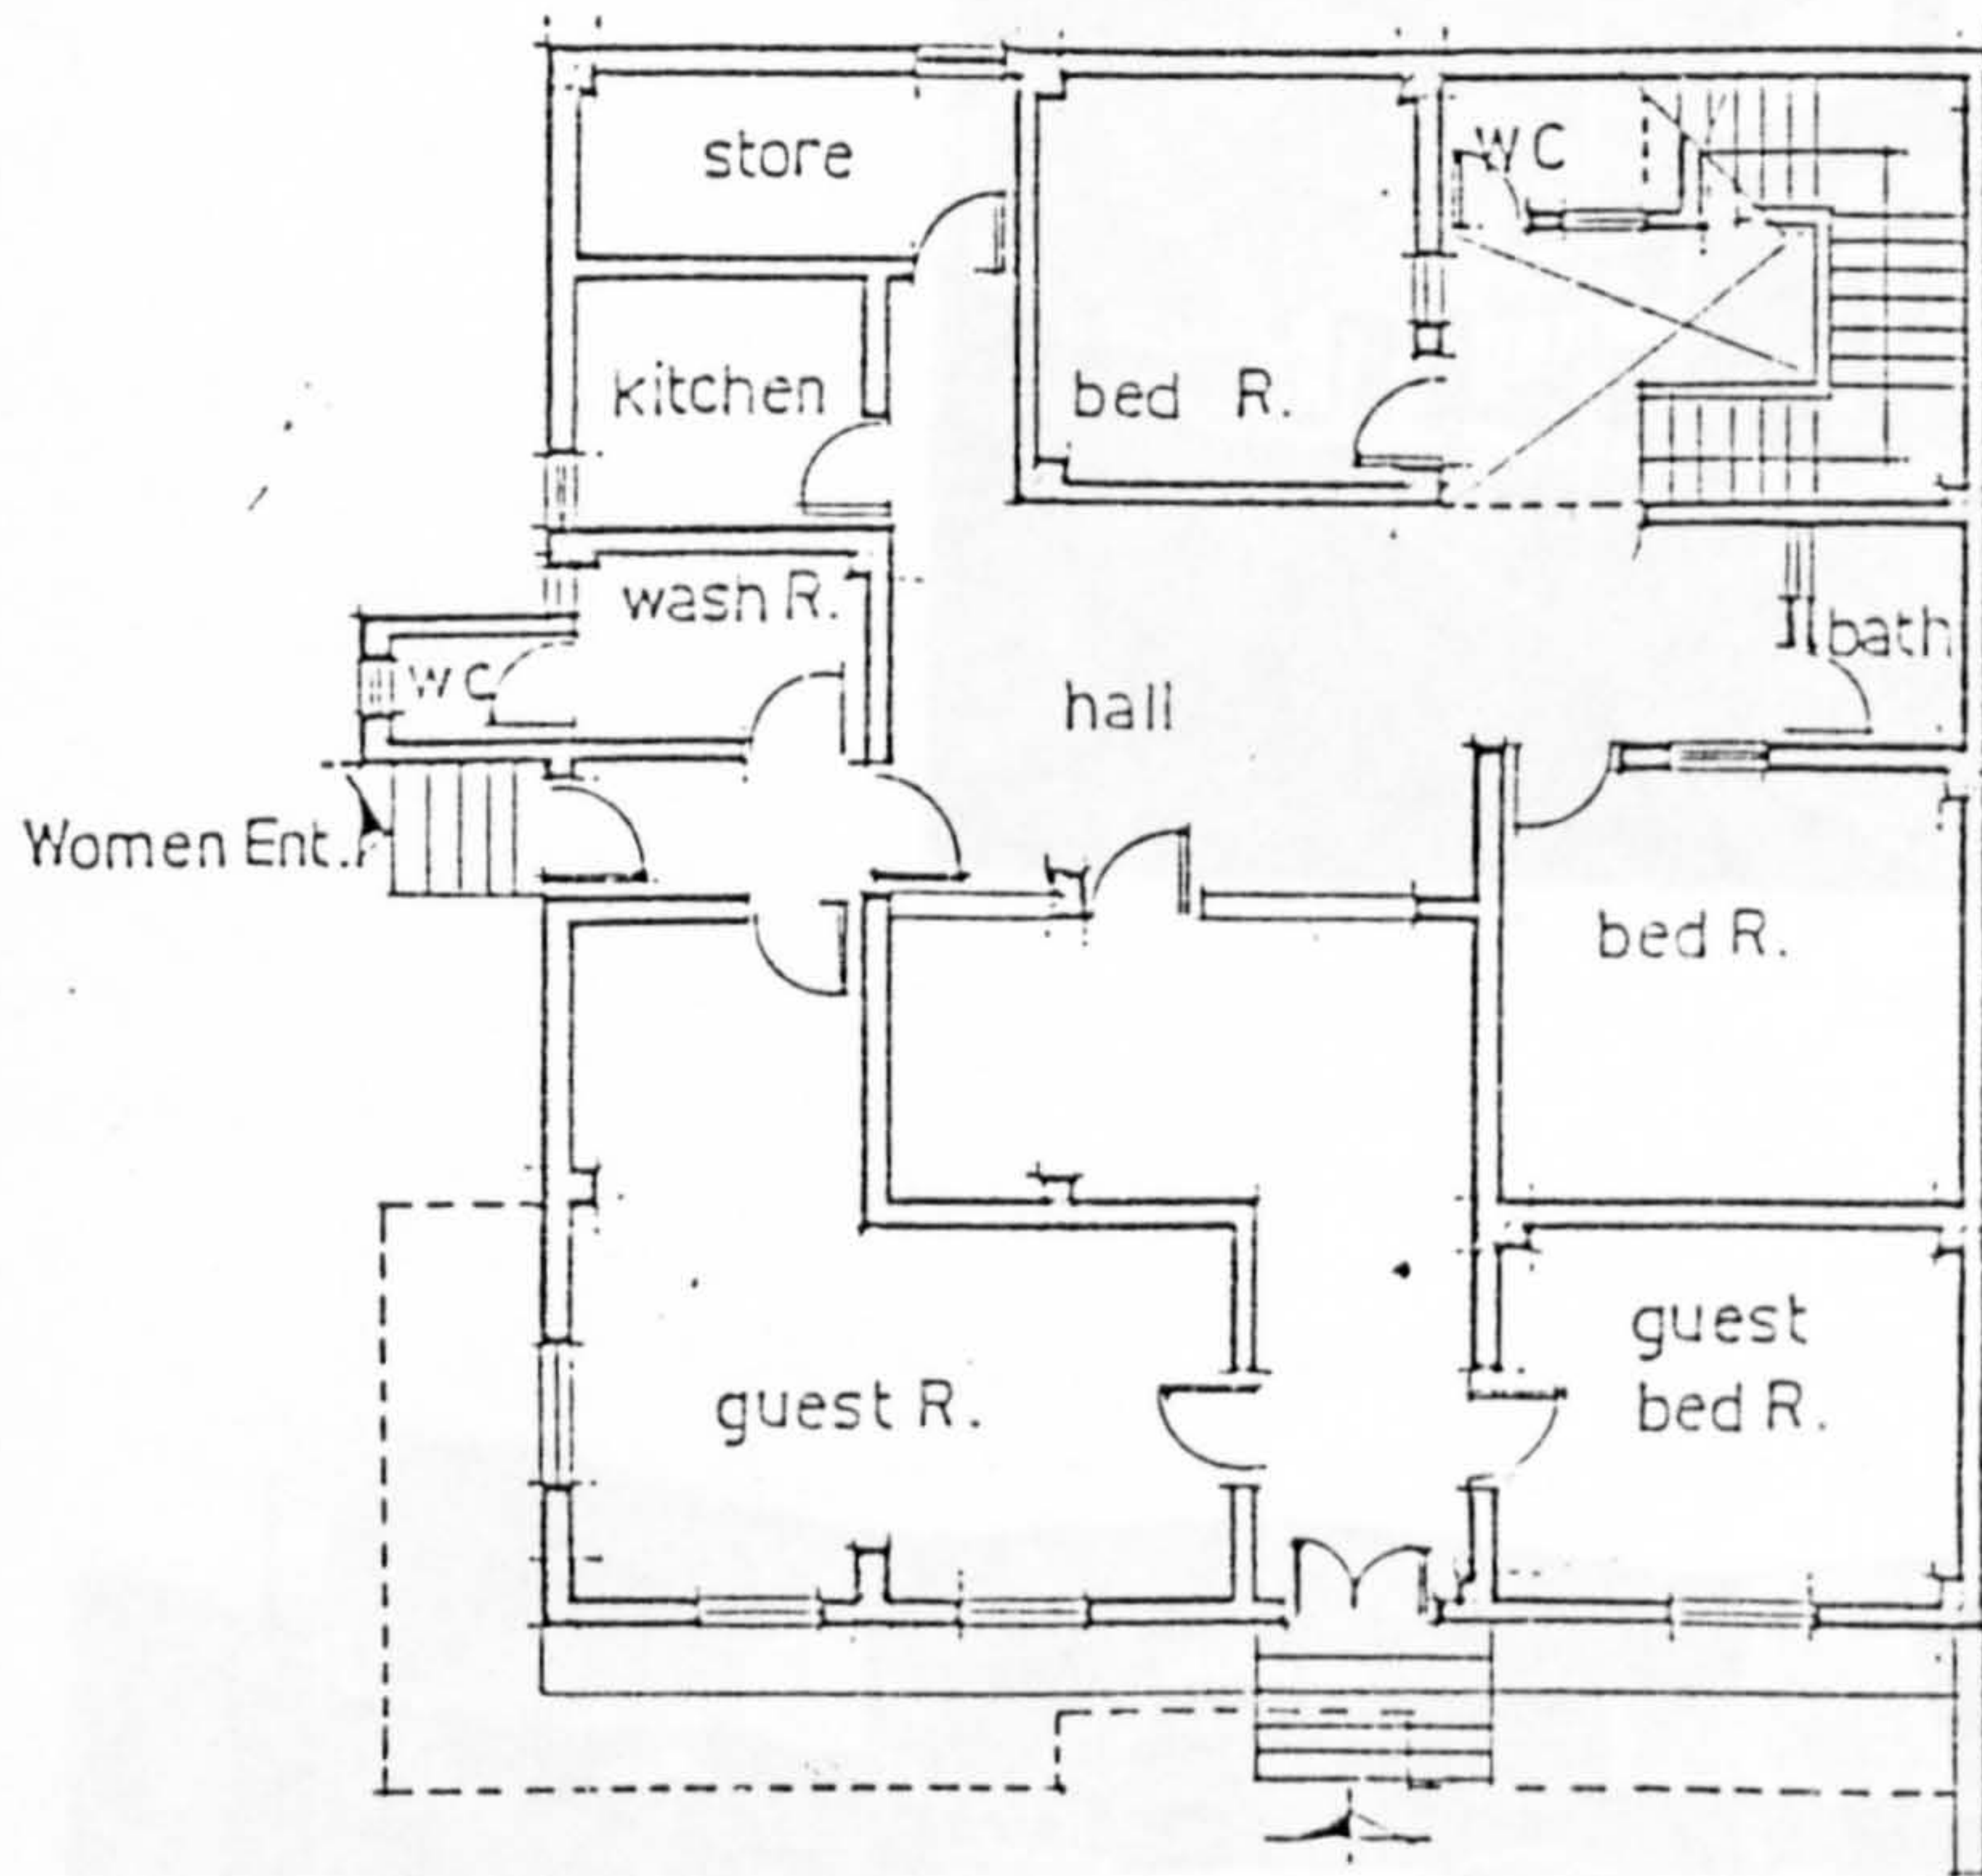 store
WC
kitchen
bed R.
wash R.
bath
WC
hall
Women Ent.
bed R.
guest
bed R.
guest R.